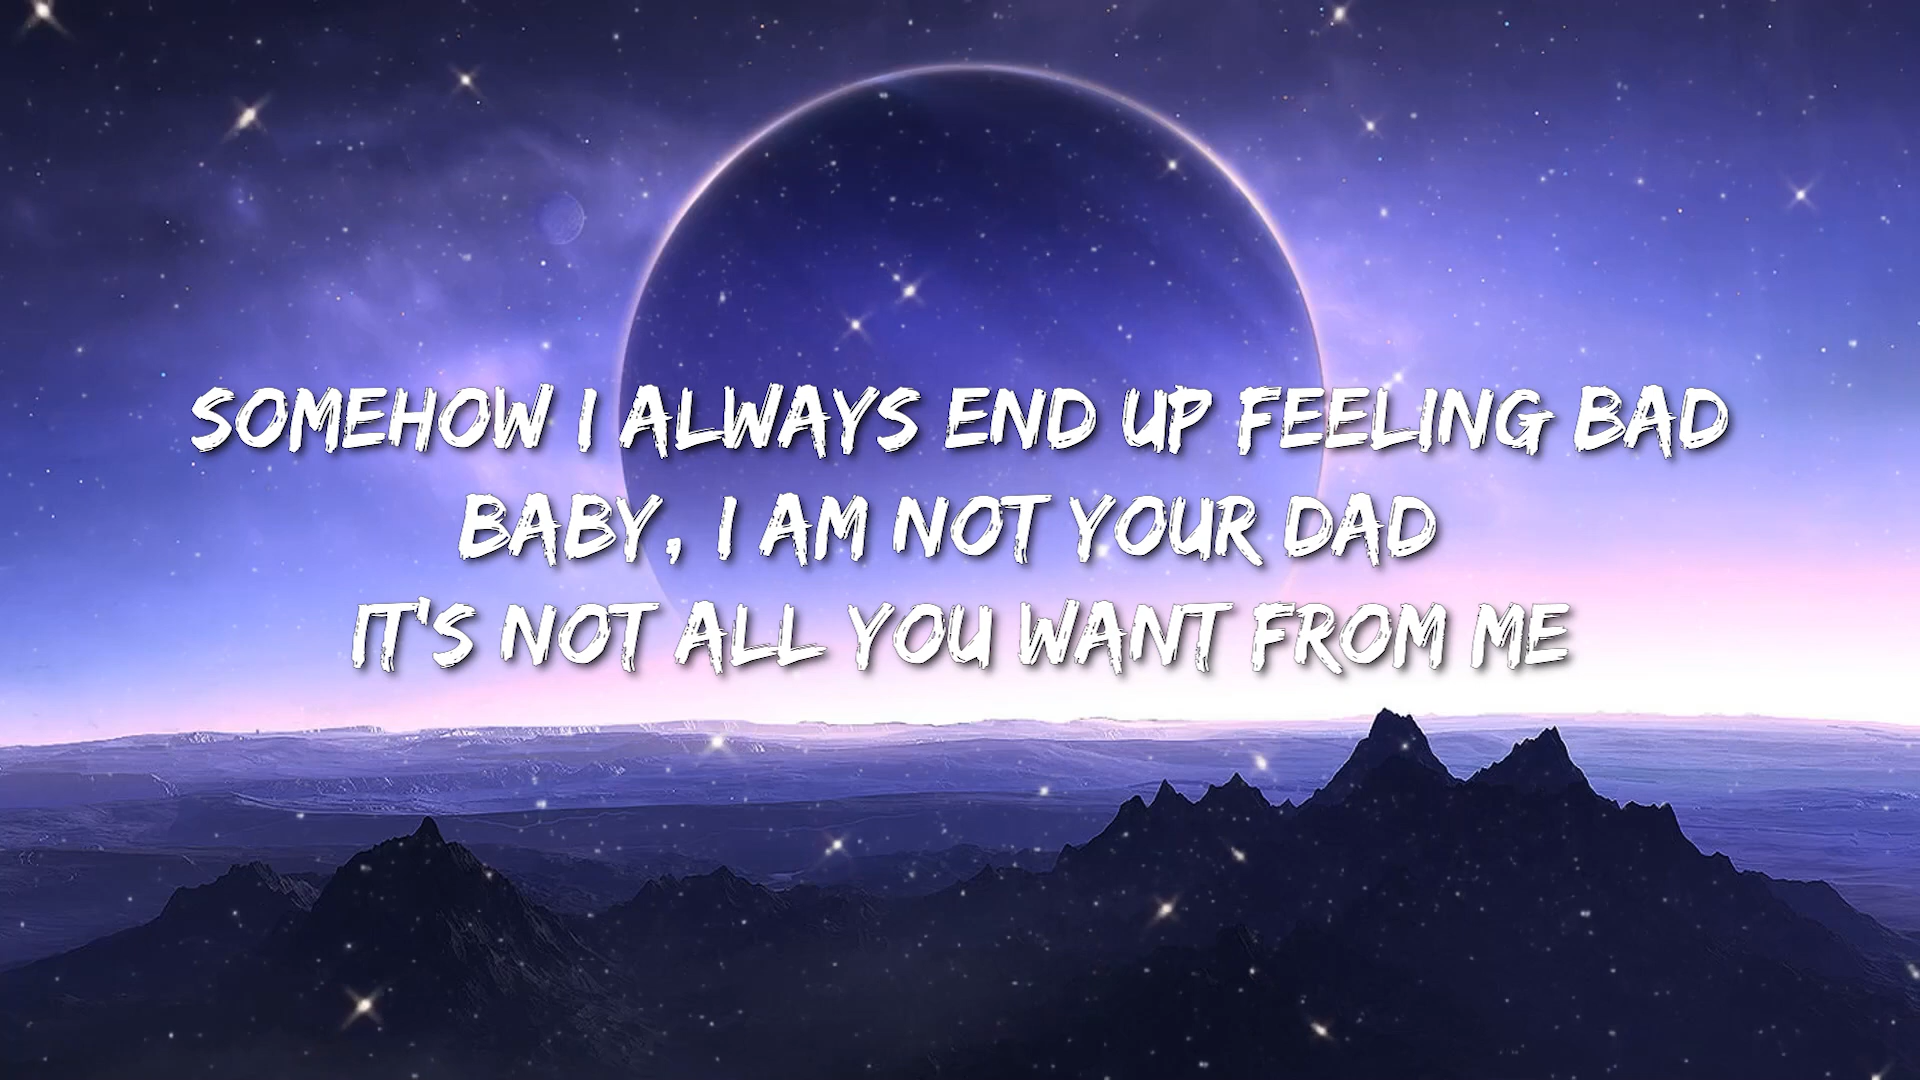 SOMEHOW I ALWAYS END UP FEELING BAD
BABY, I AM NOT YOUR DAD
IT'S NOT ALL YOU WANT FROM ME